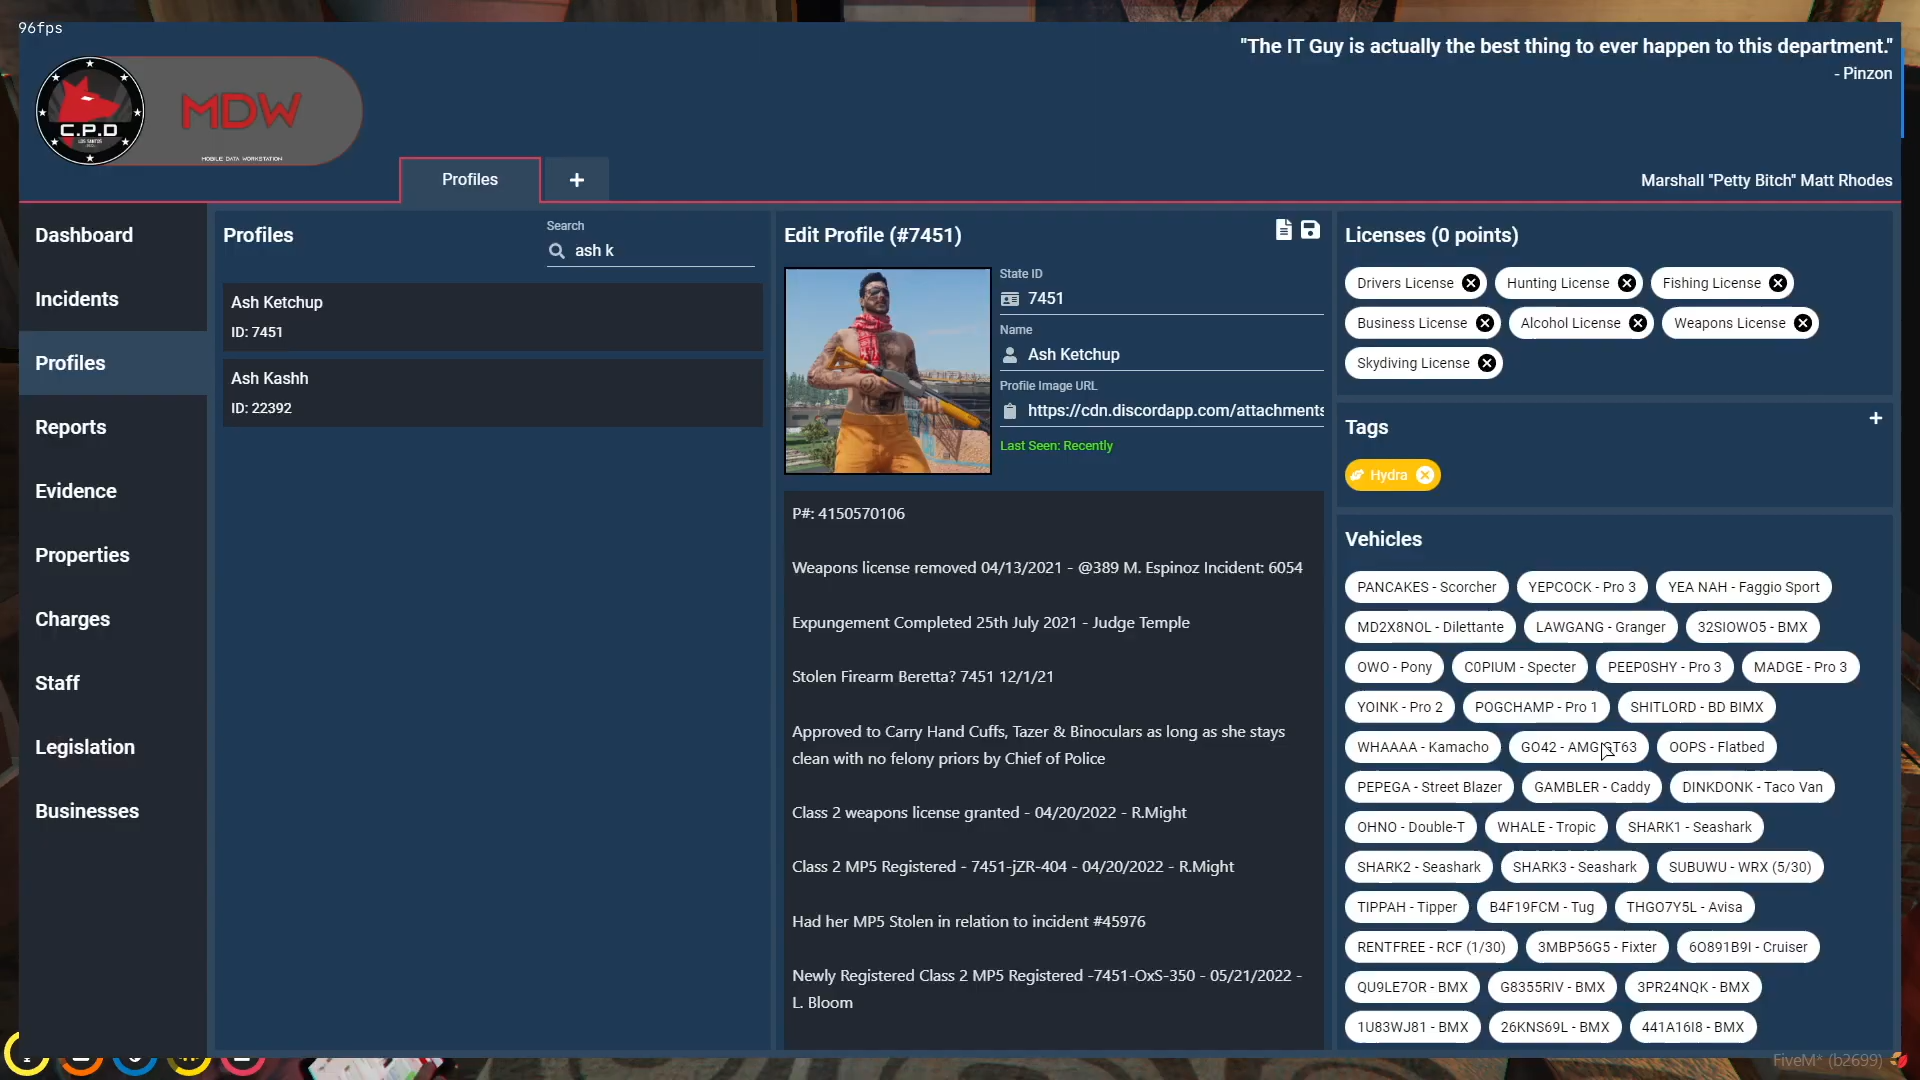 96fps
"The IT Guy is actually the best thing to ever happen to this department."
- Pinzon
C.P.D
LOS SANTOS
MDW
MOBILE DATA WORKSTATION
Profiles
+
Marshall "Petty Bitch" Matt Rhodes
Dashboard
Incidents
Profiles
Reports
Evidence
Properties
Charges
Staff
Legislation
Businesses
Profiles
Search
ash k
Ash Ketchup
ID: 7451
Ash Kashh
ID: 22392
Edit Profile (#7451)
State ID
7451
Name
Ash Ketchup
Profile Image URL
https://cdn.discordapp.com/attachments
Last Seen: Recently
P#: 4150570106
Weapons license removed 04/13/2021 - @389 M. Espinoz Incident: 6054
Expungement Completed 25th July 2021 - Judge Temple
Stolen Firearm Beretta? 7451 12/1/21
Approved to Carry Hand Cuffs, Tazer & Binoculars as long as she stays
clean with no felony priors by Chief of Police
Class 2 weapons license granted - 04/20/2022 - R.Might
Class 2 MP5 Registered - 7451-jZR-404 - 04/20/2022 - R.Might
Had her MP5 Stolen in relation to incident #45976
Newly Registered Class 2 MP5 Registered -7451-OxS-350 - 05/21/2022 -
L. Bloom
Licenses (0 points)
Drivers License Hunting License Fishing License
Business License Alcohol License Weapons License
Skydiving License
Tags
+
Hydra
Vehicles
PANCAKES - Scorcher YEPCOCK - Pro 3 YEA NAH - Faggio Sport
MD2X8NOL - Dilettante LAWGANG - Granger 32SIOWO5 - BMX
OWO - Pony C0PIUM - Specter PEEP0SHY - Pro 3 MADGE - Pro 3
YOINK - Pro 2 POGCHAMP - Pro 1 SHITLORD - BD BIMX
WHAAAA - Kamacho GO42 - AMG GT63 OOPS - Flatbed
PEPEGA - Street Blazer GAMBLER - Caddy DINKDONK - Taco Van
OHNO - Double-T WHALE - Tropic SHARK1 - Seashark
SHARK2 - Seashark SHARK3 - Seashark SUBUWU - WRX (5/30)
TIPPAH - Tipper B4F19FCM - Tug THGO7Y5L - Avisa
RENTFREE - RCF (1/30) 3MBP56G5 - Fixter 6O891B9I - Cruiser
QU9LE7OR - BMX G8355RIV - BMX 3PR24NQK - BMX
1U83WJ81 - BMX 26KNS69L - BMX 441A16I8 - BMX
FiveM* (b2699)